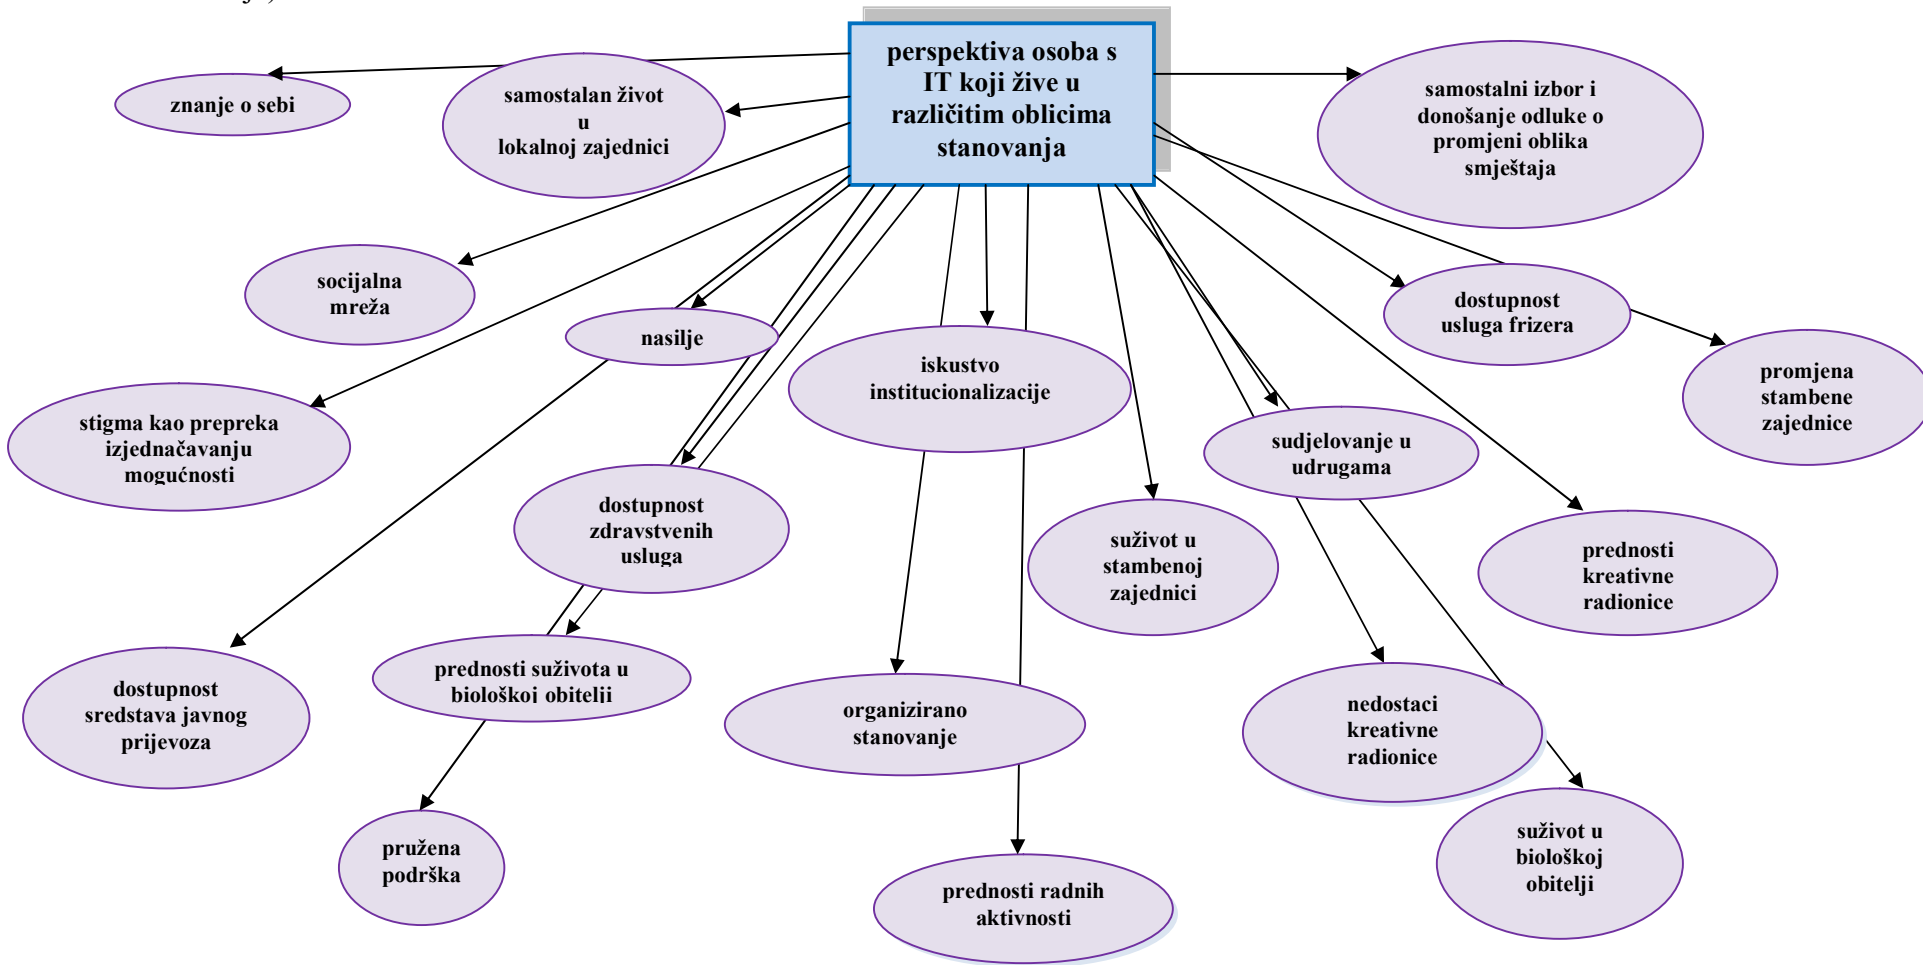 perspektiva osoba s
IT koji žive u
različitim oblicima
stanovanja
znanje o sebi
samostalan život
u
lokalnoj zajednici
samostalni izbor i
donošanje odluke o
promjeni oblika
smještaja
socijalna
mreža
nasilje
iskustvo
institucionalizacije
dostupnost
usluga frizera
promjena
stambene
zajednice
stigma kao prepreka
izjednačavanju
mogućnosti
dostupnost
zdravstvenih
usluga
suživot u
stambenoj
zajednici
sudjelovanje u
udrugama
prednosti
kreativne
radionice
dostupnost
sredstava javnog
prijevoza
prednosti suživota u
biološkoj obitelji
organizirano
stanovanje
nedostaci
kreativne
radionice
pružena
podrška
prednosti radnih
aktivnosti
suživot u
biološkoj
obitelji